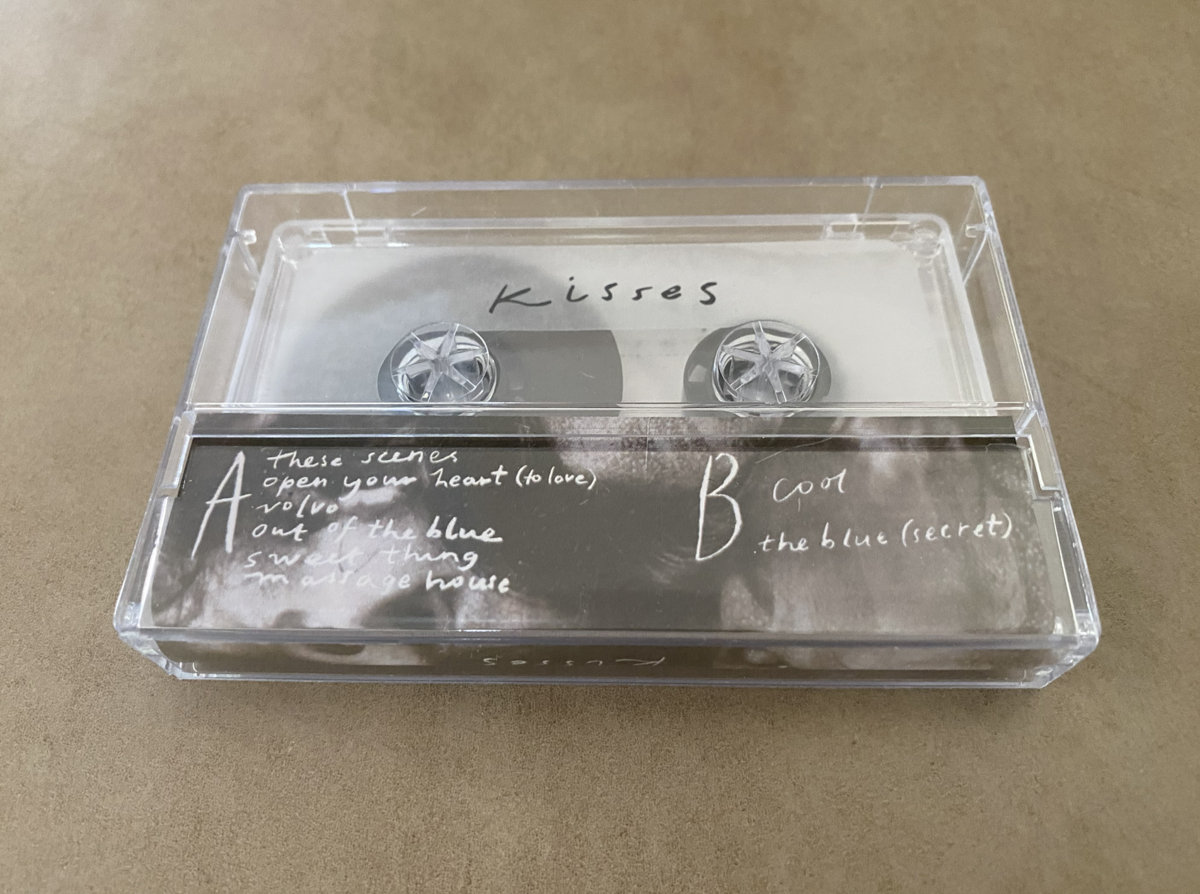 Kisses
A
these scenes
open your heart (to love)
volvo
out of the blue
sweet thing
massage house
B
cool
the blue (secret)
Kisses